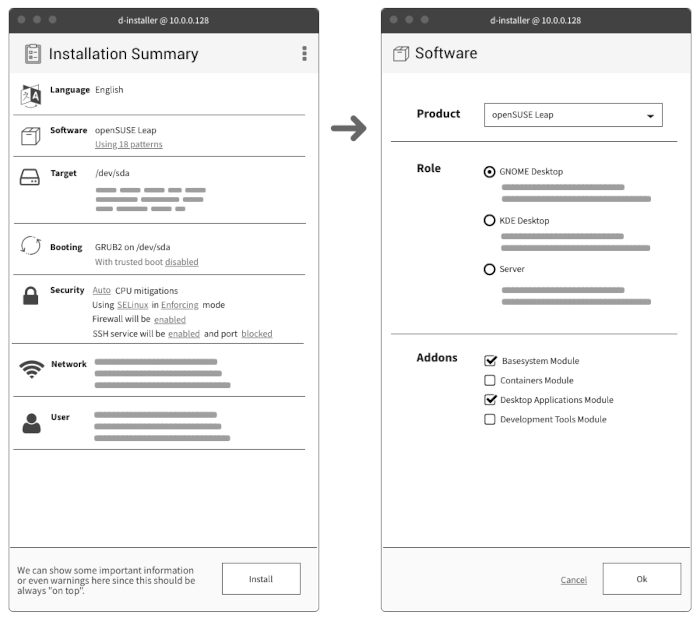 d-installer @ 10.0.0.128
Installation Summary
Language English
Software openSUSE Leap
Using 18 patterns
Target /dev/sda
Booting GRUB2 on /dev/sda
With trusted boot disabled
Security Auto CPU mitigations
Using SELinux in Enforcing mode
Firewall will be enabled
SSH service will be enabled and port blocked
Network
User
We can show some important information
or even warnings here since this should be
always "on top".
Install
d-installer @ 10.0.0.128
Software
Product openSUSE Leap
Role GNOME Desktop
KDE Desktop
Server
Addons Basesystem Module
Containers Module
Desktop Applications Module
Development Tools Module
Cancel Ok